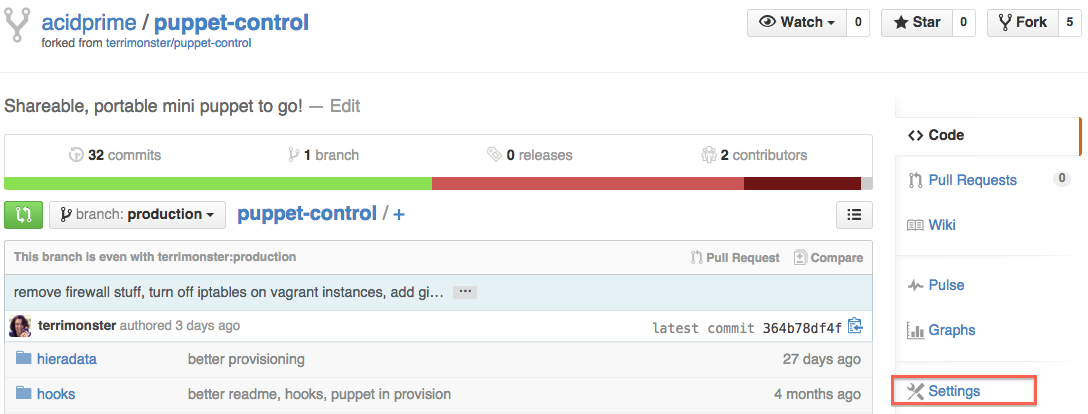 acidprime / puppet-control
forked from terrimonster/puppet-control
Watch 0
Star 0
Fork 5
Shareable, portable mini puppet to go! — Edit
32 commits
1 branch
0 releases
2 contributors
branch: production
puppet-control / +
This branch is even with terrimonster:production
Pull Request
Compare
remove firewall stuff, turn off iptables on vagrant instances, add gi… ...
terrimonster authored 3 days ago
latest commit 364b78df4f
hieradata better provisioning 27 days ago
hooks better readme, hooks, puppet in provision 4 months ago
Code
Pull Requests 0
Wiki
Pulse
Graphs
Settings